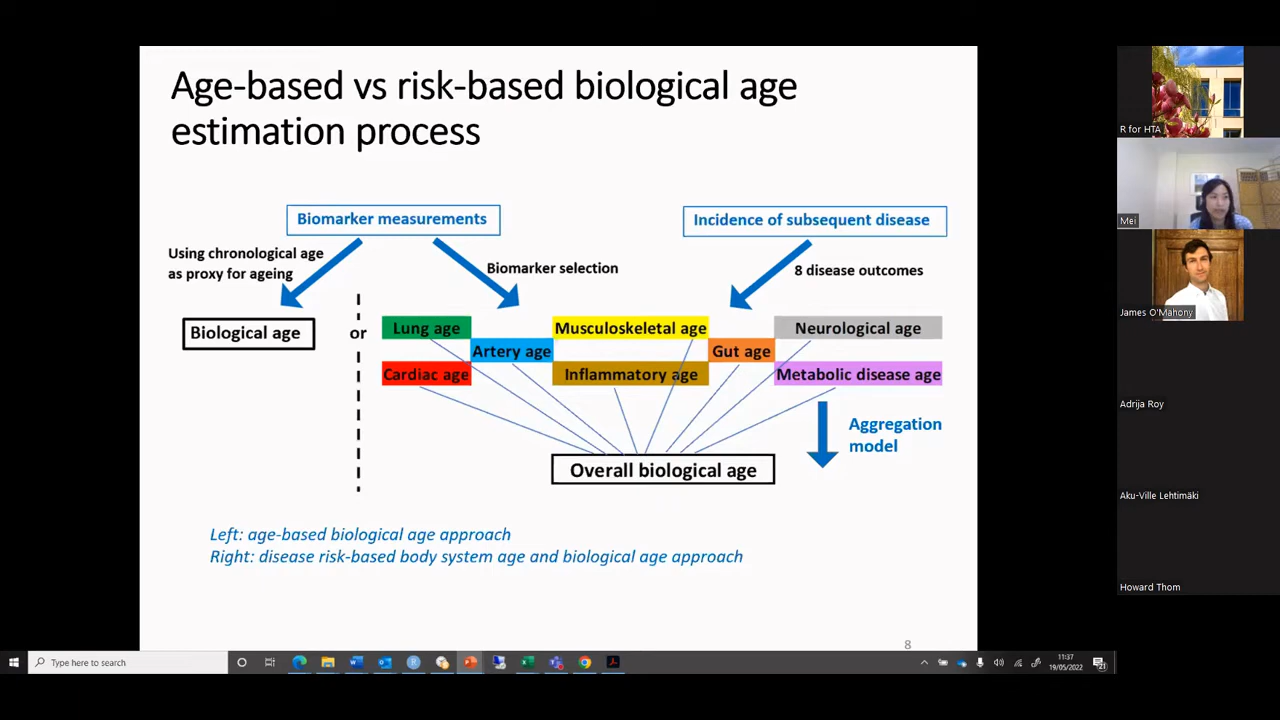 Age-based vs risk-based biological age
estimation process
Biomarker measurements
Incidence of subsequent disease
Using chronological age
as proxy for ageing
Biomarker selection
8 disease outcomes
Biological age
or
Lung age
Musculoskeletal age
Neurological age
Artery age
Gut age
Cardiac age
Inflammatory age
Metabolic disease age
Aggregation
model
Overall biological age
Left: age-based biological age approach
Right: disease risk-based body system age and biological age approach
8
R for HTA
Mei
James O'Mahony
Adrija Roy
Aku-Ville Lehtimäki
Howard Thom
Type here to search
11:37
19/05/2022